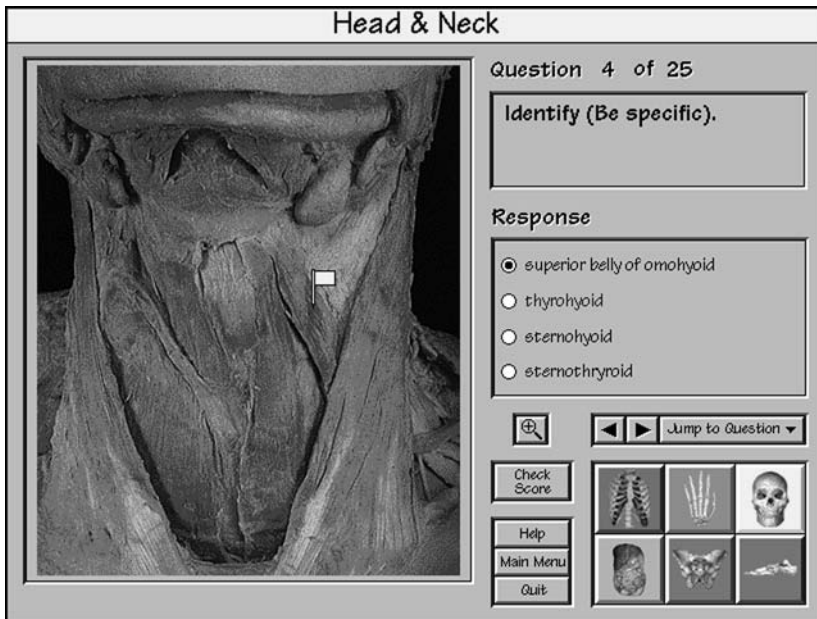 Head & Neck
Question 4 of 25
Identify (Be specific).
Response
superior belly of omohyoid
thyrohyoid
sternohyoid
sternothryroid
Jump to Question
Check
Score
Help
Main Menu
Quit